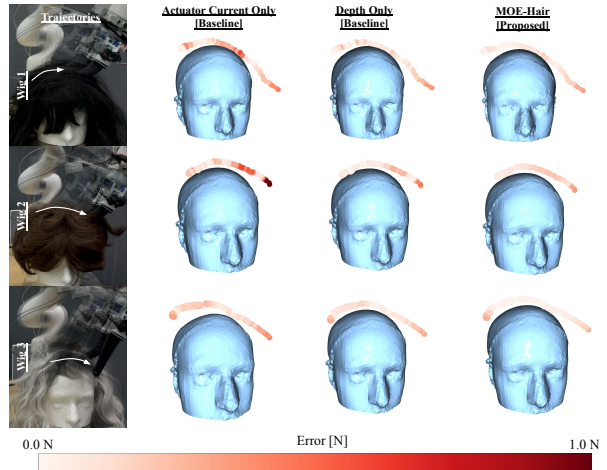 Trajectories
Actuator Current Only
[Baseline]
Depth Only
[Baseline]
MOE-Hair
[Proposed]
Wig 1
Wig 2
Wig 3
0.0 N
Error [N]
1.0 N